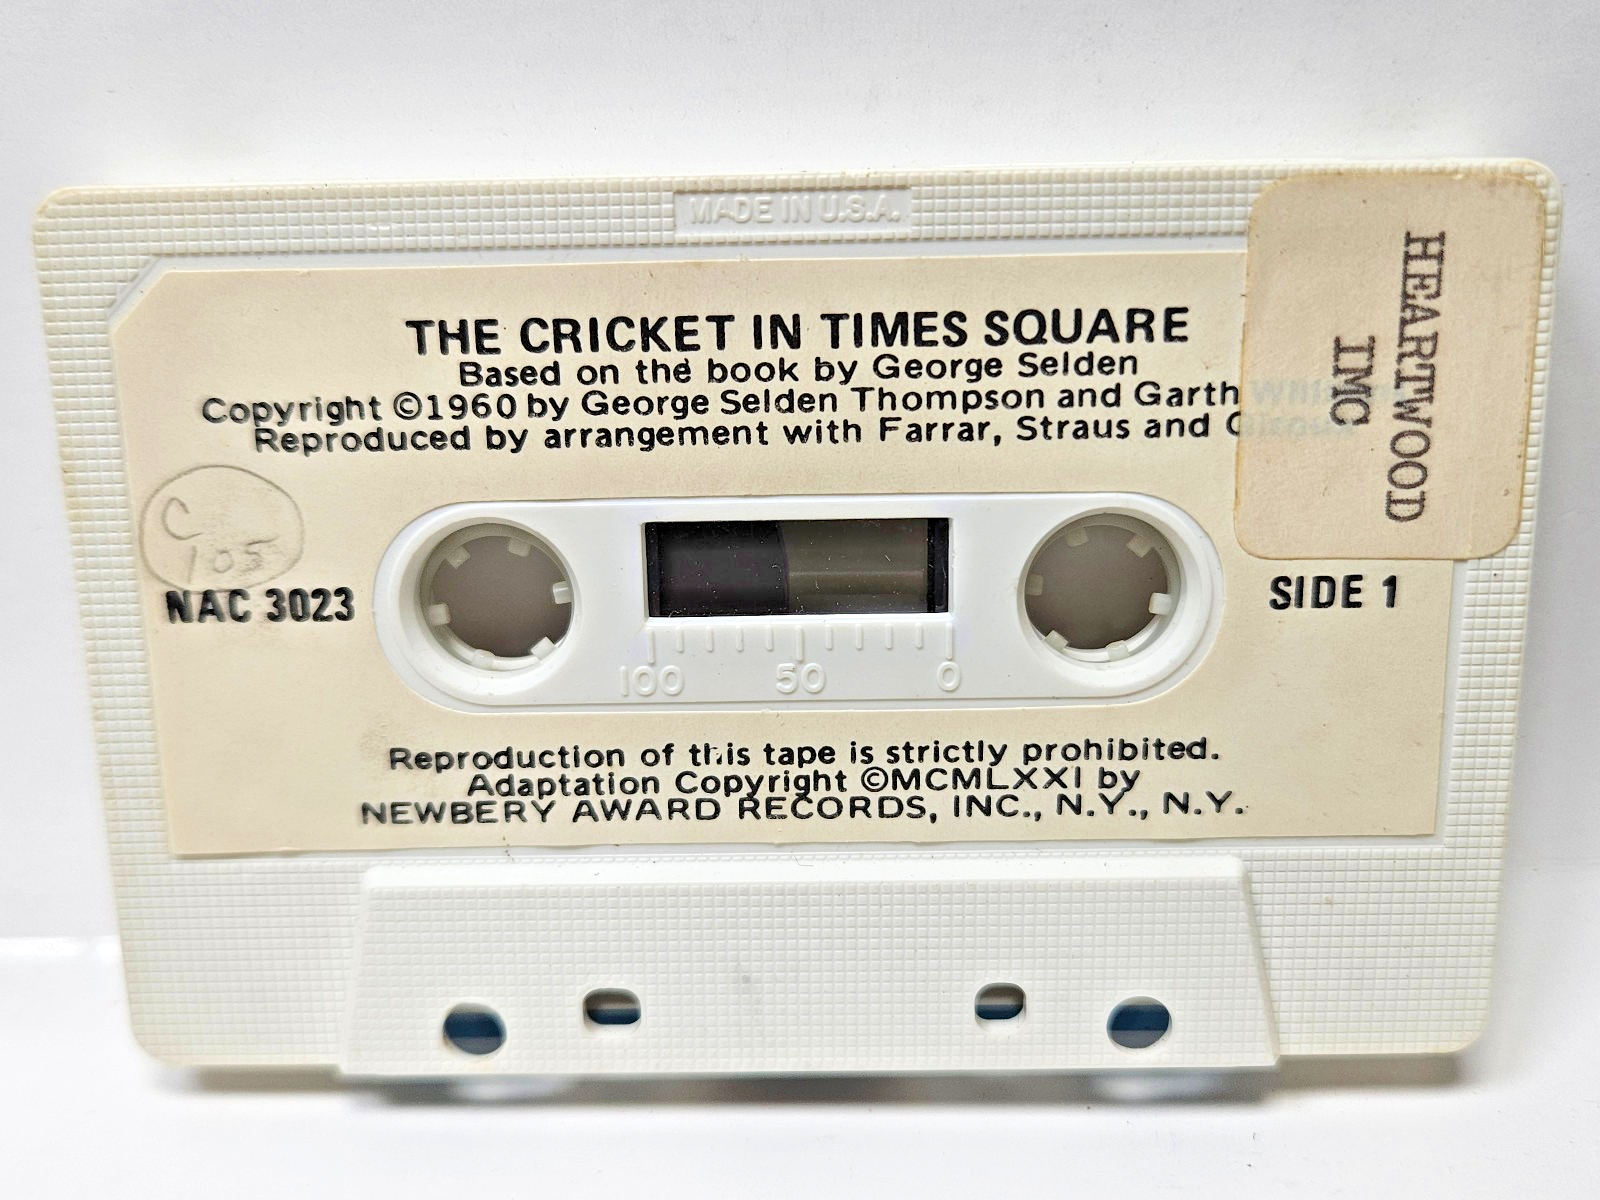 MADE IN U.S.A.
THE CRICKET IN TIMES SQUARE
Based on the book by George Selden
Copyright ©1960 by George Selden Thompson and Garth Williams
Reproduced by arrangement with Farrar, Straus and Giroux
HEARTWOOD
IMC
C
105
NAC 3023
SIDE 1
100 50 0
Reproduction of this tape is strictly prohibited.
Adaptation Copyright ©MCMLXXI by
NEWBERY AWARD RECORDS, INC., N.Y., N.Y.